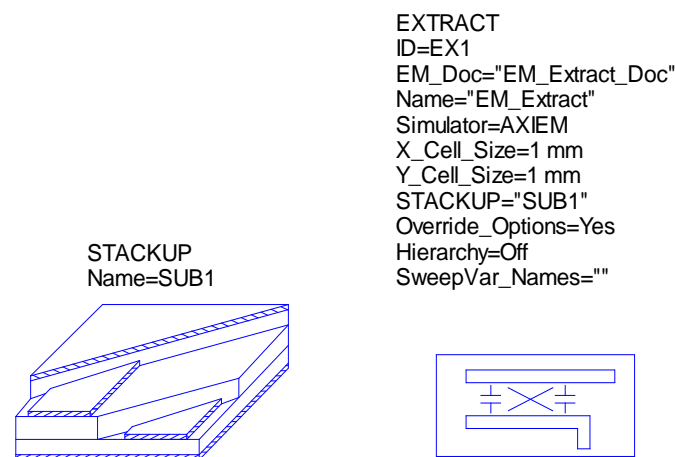 EXTRACT
ID=EX1
EM_Doc="EM_Extract_Doc"
Name="EM_Extract"
Simulator=AXIEM
X_Cell_Size=1 mm
Y_Cell_Size=1 mm
STACKUP="SUB1"
Override_Options=Yes
Hierarchy=Off
SweepVar_Names=""
STACKUP
Name=SUB1